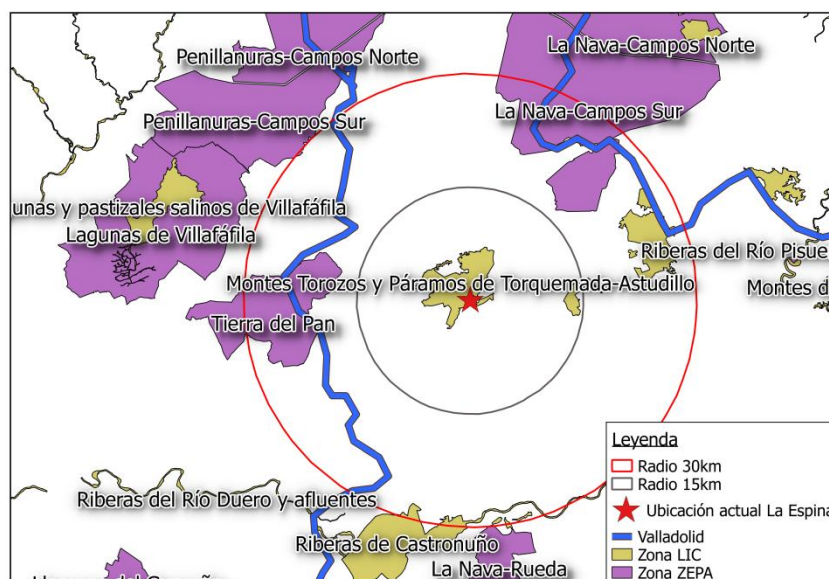 Penillanuras-Campos Norte
La Nava-Campos Norte
Penillanuras-Campos Sur
La Nava-Campos Sur
unas y pastizales salinos de Villafáfila
Lagunas de Villafáfila
Riberas del Río Pisue
Montes Torozos y Páramos de Torquemada-Astudillo
Montes d
Tierra del Pan
Leyenda
Radio 30km
Radio 15km
Ubicación actual La Espina
Valladolid
Zona LIC
Zona ZEPA
Riberas del Río Duero y afluentes
Riberas de Castronuño
La Nava-Rueda